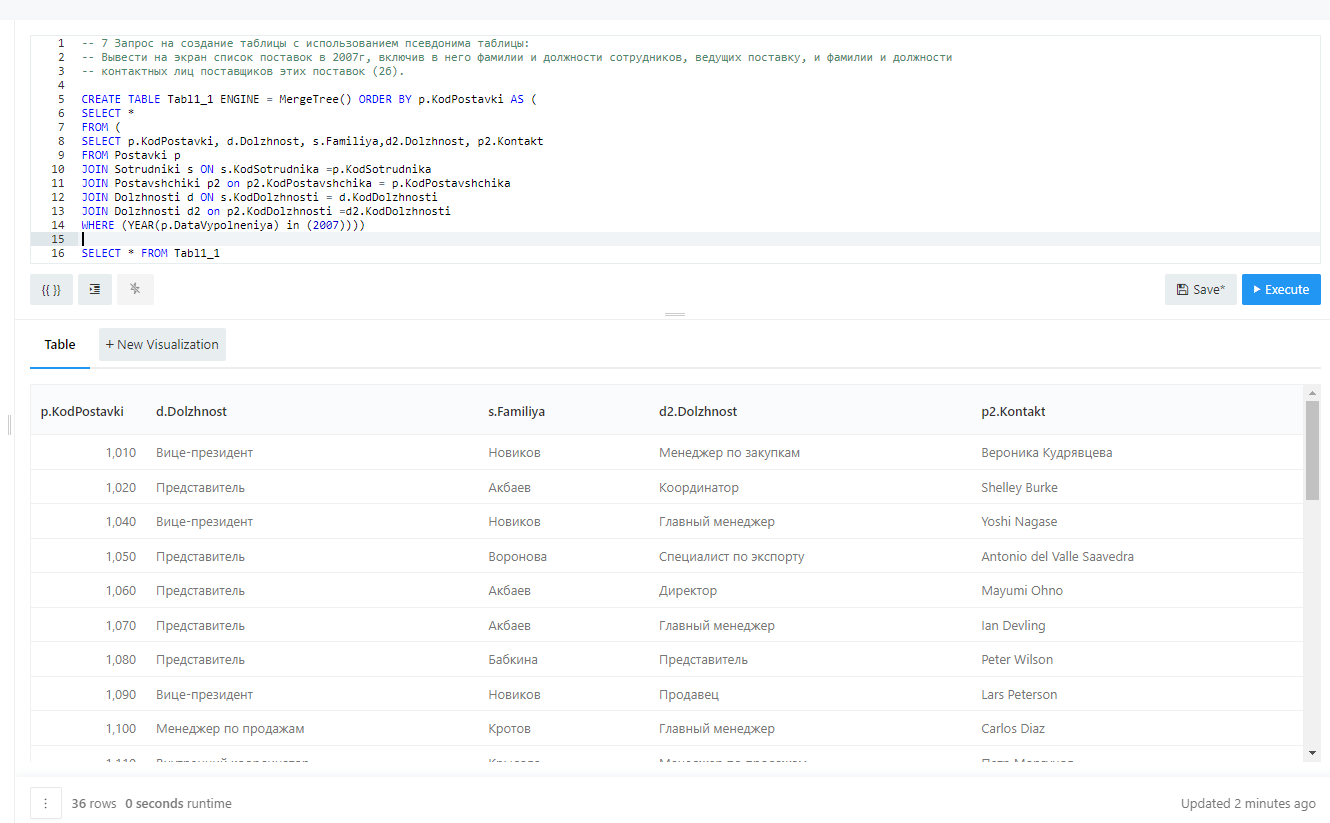 1 -- 7 Запрос на создание таблицы с использованием псевдонима таблицы:
2 -- Вывести на экран список поставок в 2007г, включив в него фамилии и должности сотрудников, ведущих поставку, и фамилии и должности
3 -- контактных лиц поставщиков этих поставок (2б).
4
5 CREATE TABLE Tabl1_1 ENGINE = MergeTree() ORDER BY p.KodPostavki AS (
6 SELECT *
7 FROM (
8 SELECT p.KodPostavki, d.Dolzhnost, s.Familiya,d2.Dolzhnost, p2.Kontakt
9 FROM Postavki p
10 JOIN Sotrudniki s ON s.KodSotrudnika =p.KodSotrudnika
11 JOIN Postavshchiki p2 on p2.KodPostavshchika = p.KodPostavshchika
12 JOIN Dolzhnosti d ON s.KodDolzhnosti = d.KodDolzhnosti
13 JOIN Dolzhnosti d2 on p2.KodDolzhnosti =d2.KodDolzhnosti
14 WHERE (YEAR(p.DataVypolneniya) in (2007))))
15
16 SELECT * FROM Tabl1_1
{{ }} Save* Execute
Table + New Visualization
p.KodPostavki d.Dolzhnost s.Familiya d2.Dolzhnost p2.Kontakt
1,010 Вице-президент Новиков Менеджер по закупкам Вероника Кудрявцева
1,020 Представитель Акбаев Координатор Shelley Burke
1,040 Вице-президент Новиков Главный менеджер Yoshi Nagase
1,050 Представитель Воронова Специалист по экспорту Antonio del Valle Saavedra
1,060 Представитель Акбаев Директор Mayumi Ohno
1,070 Представитель Акбаев Главный менеджер Ian Devling
1,080 Представитель Бабкина Представитель Peter Wilson
1,090 Вице-президент Новиков Продавец Lars Peterson
1,100 Менеджер по продажам Кротов Главный менеджер Carlos Diaz
36 rows 0 seconds runtime Updated 2 minutes ago